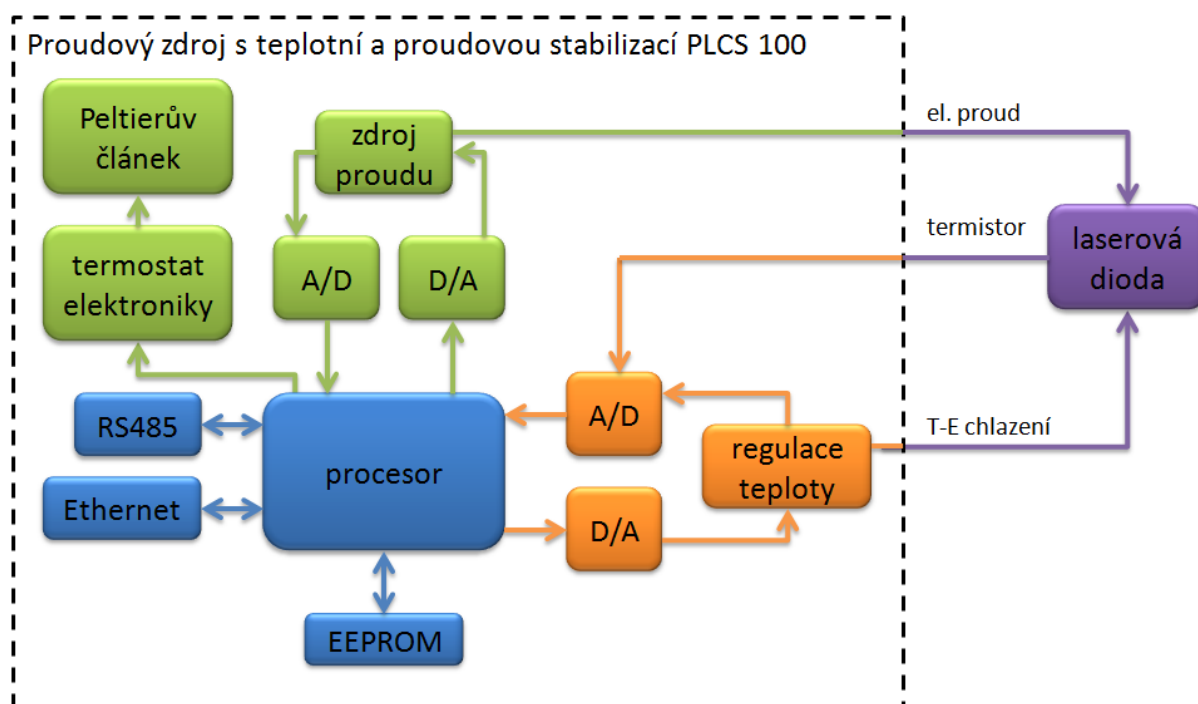 Proudový zdroj s teplotní a proudovou stabilizací PLCS 100
Peltierův
článek
zdroj
proudu
el. proud
termostat
elektroniky
A/D
D/A
termistor
laserová
dioda
RS485
procesor
A/D
regulace
teploty
T-E chlazení
Ethernet
D/A
EEPROM